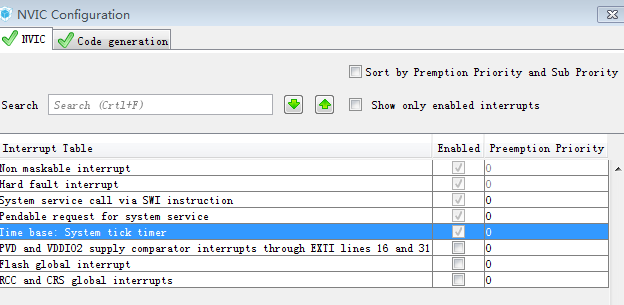 NVIC Configuration
NVIC
Code generation
Sort by Premption Priority and Sub Prority
Search
Search (Crtl+F)
Show only enabled interrupts
Interrupt Table Enabled Preemption Priority
Non maskable interrupt 0
Hard fault interrupt 0
System service call via SWI instruction 0
Pendable request for system service 0
Time base: System tick timer 0
PVD and VDDIO2 supply comparator interrupts through EXTI lines 16 and 31 0
Flash global interrupt 0
RCC and CRS global interrupts 0